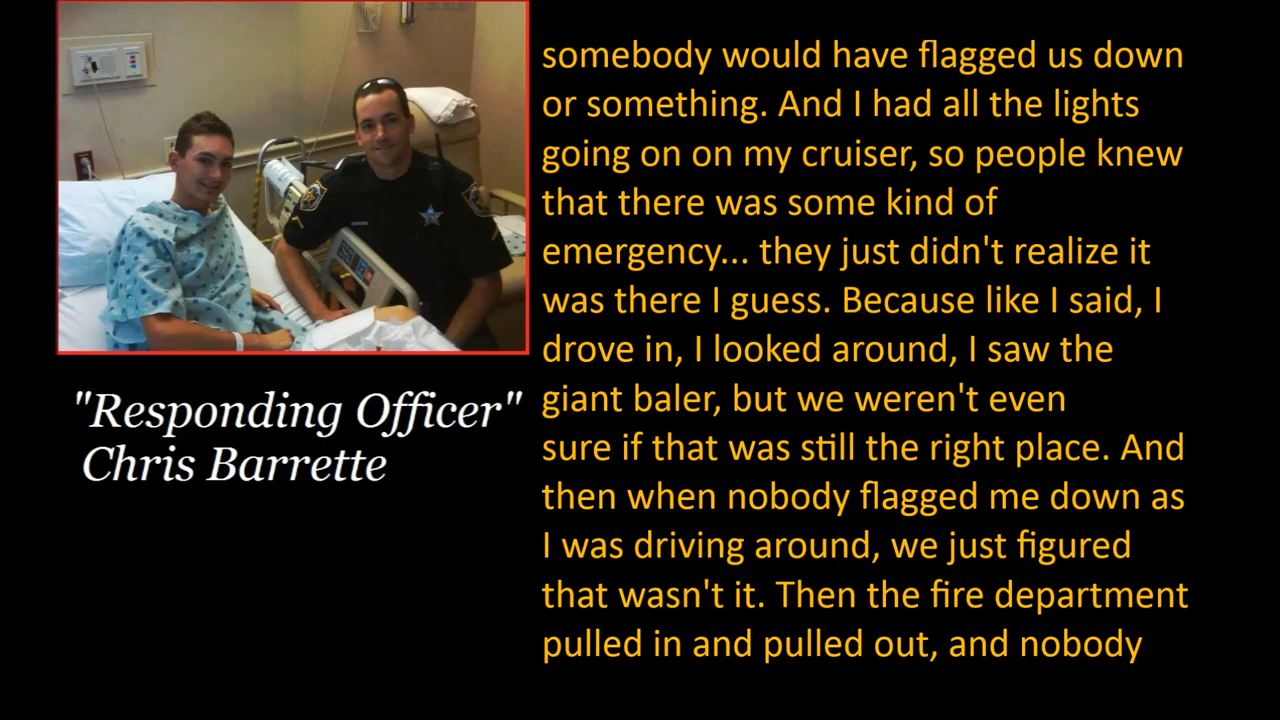 somebody would have flagged us down
or something. And I had all the lights
going on on my cruiser, so people knew
that there was some kind of
emergency... they just didn't realize it
was there I guess. Because like I said, I
drove in, I looked around, I saw the
giant baler, but we weren't even
sure if that was still the right place. And
then when nobody flagged me down as
I was driving around, we just figured
that wasn't it. Then the fire department
pulled in and pulled out, and nobody
"Responding Officer"
Chris Barrette